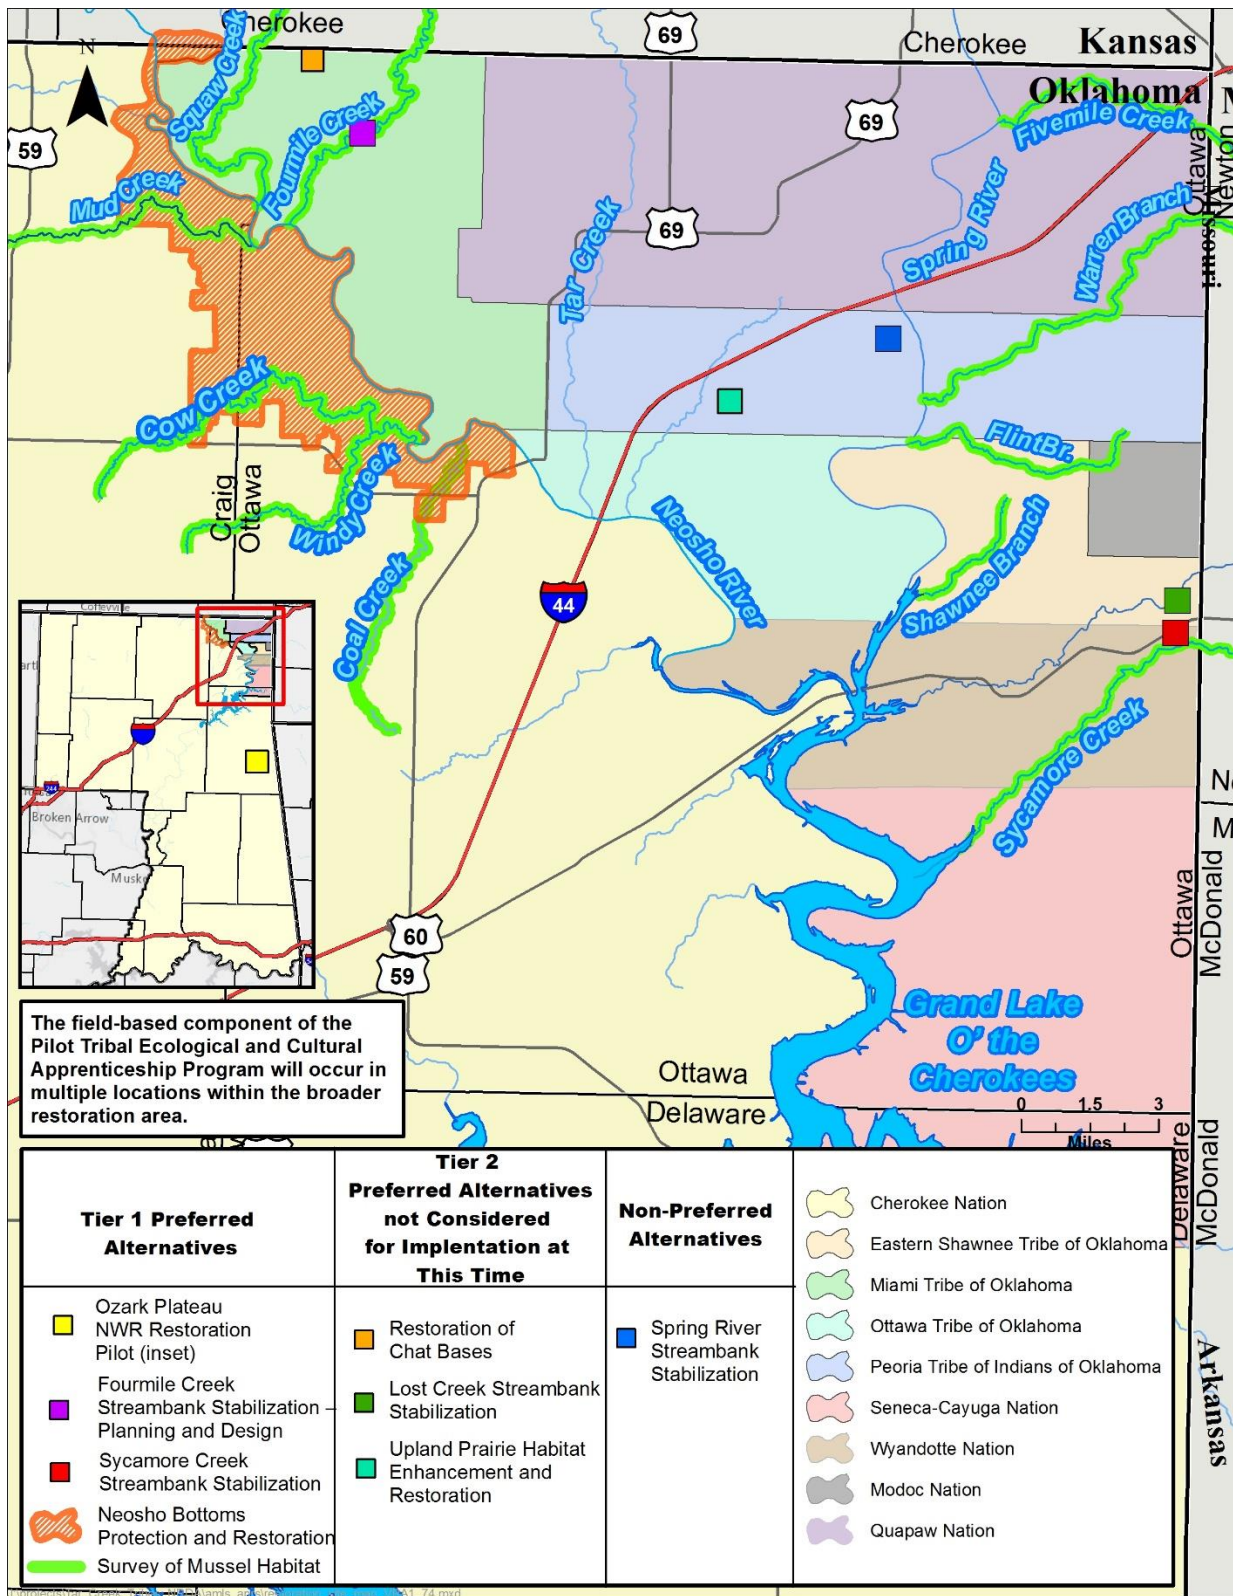 Cherokee
69
Cherokee
Kansas
N
Oklahoma
Squaw Creek
Fourmile Creek
Fivemile Creek
59
69
Ottawa
Newton
Missouri
Mud Creek
Tar Creek
Spring River
Warren Branch
69
Cow Creek
FlintBr.
Craig
Ottawa
Windy Creek
Neosho River
Shawnee Branch
Coal Creek
44
Coffeyville
Sycamore Creek
244
Broken Arrow
60
59
Ottawa
McDonald
Grand Lake
O' the
Cherokees
The field-based component of the
Pilot Tribal Ecological and Cultural
Apprenticeship Program will occur in
multiple locations within the broader
restoration area.
Ottawa
Delaware
0 1.5 3
Miles
Delaware
McDonald
Arkansas
Tier 1 Preferred
Alternatives
Ozark Plateau
NWR Restoration
Pilot (inset)
Fourmile Creek
Streambank Stabilization –
Planning and Design
Sycamore Creek
Streambank Stabilization
Neosho Bottoms
Protection and Restoration
Survey of Mussel Habitat
Tier 2
Preferred Alternatives
not Considered
for Implentation at
This Time
Restoration of
Chat Bases
Lost Creek Streambank
Stabilization
Upland Prairie Habitat
Enhancement and
Restoration
Non-Preferred
Alternatives
Spring River
Streambank
Stabilization
Cherokee Nation
Eastern Shawnee Tribe of Oklahoma
Miami Tribe of Oklahoma
Ottawa Tribe of Oklahoma
Peoria Tribe of Indians of Oklahoma
Seneca-Cayuga Nation
Wyandotte Nation
Modoc Nation
Quapaw Nation